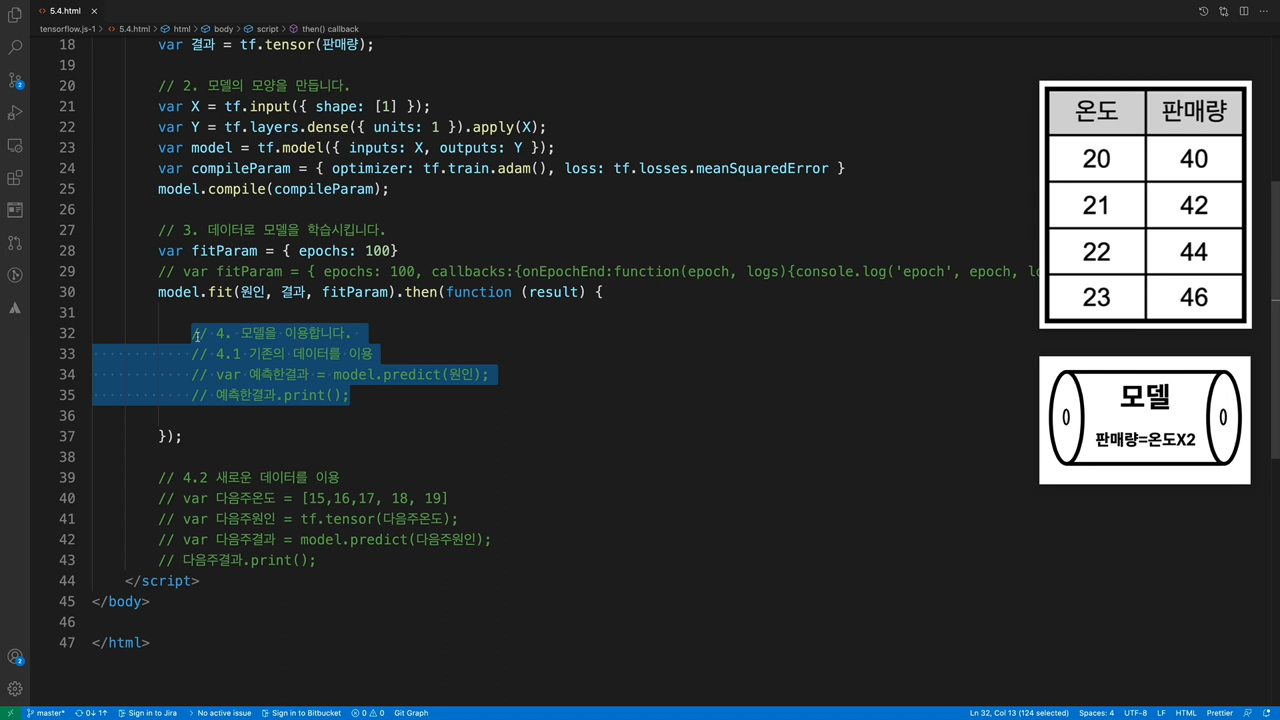 5.4.html
tensorflow.js-1 > 5.4.html > html > body > script > then() callback
18 var 결과 = tf.tensor(판매량);
19
20 // 2. 모델의 모양을 만듭니다.
21 var X = tf.input({ shape: [1] });
22 var Y = tf.layers.dense({ units: 1 }).apply(X);
23 var model = tf.model({ inputs: X, outputs: Y });
24 var compileParam = { optimizer: tf.train.adam(), loss: tf.losses.meanSquaredError }
25 model.compile(compileParam);
26
27 // 3. 데이터로 모델을 학습시킵니다.
28 var fitParam = { epochs: 100}
29 // var fitParam = { epochs: 100, callbacks:{onEpochEnd:function(epoch, logs){console.log('epoch', epoch, lo
30 model.fit(원인, 결과, fitParam).then(function (result) {
31
32 // 4. 모델을 이용합니다.
33 // 4.1 기존의 데이터를 이용
34 // var 예측한결과 = model.predict(원인);
35 // 예측한결과.print();
36
37 });
38
39 // 4.2 새로운 데이터를 이용
40 // var 다음주온도 = [15,16,17, 18, 19]
41 // var 다음주원인 = tf.tensor(다음주온도);
42 // var 다음주결과 = model.predict(다음주원인);
43 // 다음주결과.print();
44 </script>
45 </body>
46
47 </html>
온도 판매량
20 40
21 42
22 44
23 46
모델
판매량=온도X2
2
2
master* 0↓ 1↑ Sign in to Jira No active issue Sign in to Bitbucket 0 0 Git Graph Ln 32, Col 13 (124 selected) Spaces: 4 UTF-8 LF HTML Prettier